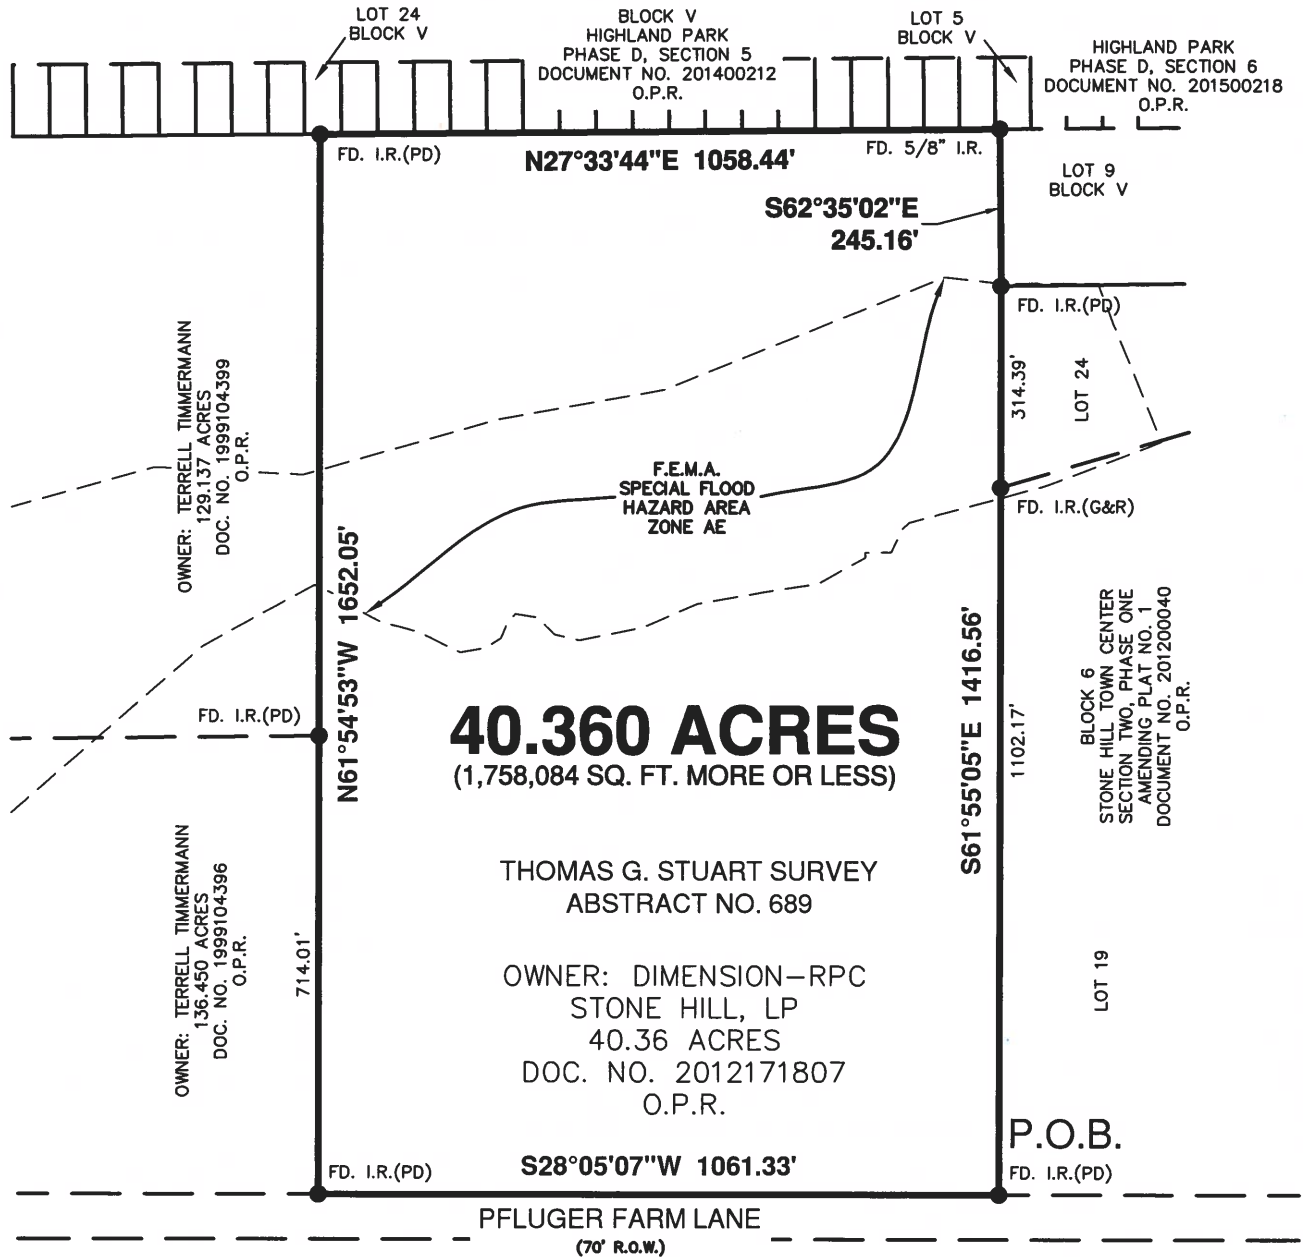 LOT 24
BLOCK V
BLOCK V
HIGHLAND PARK
PHASE D, SECTION 5
DOCUMENT NO. 201400212
O.P.R.
LOT 5
BLOCK V
HIGHLAND PARK
PHASE D, SECTION 6
DOCUMENT NO. 201500218
O.P.R.
FD. I.R.(PD)
N27°33'44"E 1058.44'
FD. 5/8" I.R.
LOT 9
BLOCK V
S62°35'02"E
245.16'
FD. I.R.(PD)
314.39'
LOT 24
OWNER: TERRELL TIMMERMANN
129.137 ACRES
DOC. NO. 1999104399
O.P.R.
F.E.M.A.
SPECIAL FLOOD
HAZARD AREA
ZONE AE
FD. I.R.(G&R)
N61°54'53"W 1652.05'
S61°55'05"E 1416.56'
1102.17'
BLOCK 6
STONE HILL TOWN CENTER
SECTION TWO, PHASE ONE
AMENDING PLAT NO. 1
DOCUMENT NO. 201200040
O.P.R.
FD. I.R.(PD)
40.360 ACRES
(1,758,084 SQ. FT. MORE OR LESS)
THOMAS G. STUART SURVEY
ABSTRACT NO. 689
OWNER: TERRELL TIMMERMANN
136.450 ACRES
DOC. NO. 1999104396
O.P.R.
714.01'
OWNER: DIMENSION-RPC
STONE HILL, LP
40.36 ACRES
DOC. NO. 2012171807
O.P.R.
LOT 19
P.O.B.
FD. I.R.(PD)
S28°05'07"W 1061.33'
FD. I.R.(PD)
PFLUGER FARM LANE
(70' R.O.W.)